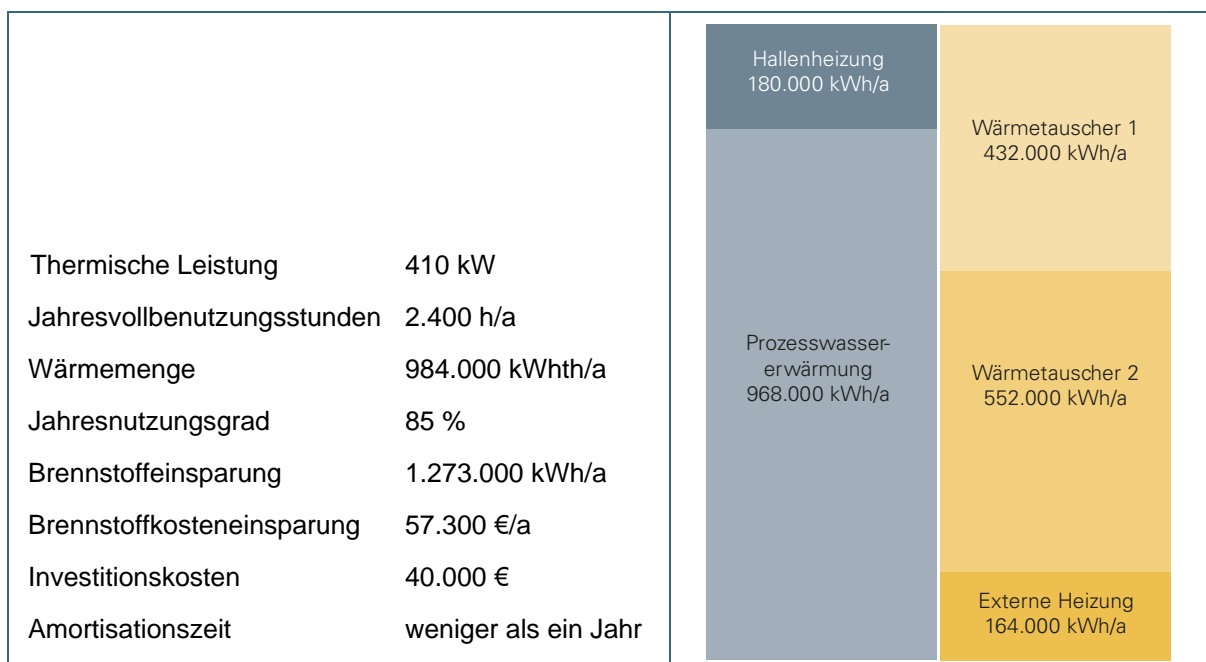 Thermische Leistung 410 kW
Jahresvollbenutzungsstunden 2.400 h/a
Wärmemenge 984.000 kWhth/a
Jahresnutzungsgrad 85 %
Brennstoffeinsparung 1.273.000 kWh/a
Brennstoffkosteneinsparung 57.300 €/a
Investitionskosten 40.000 €
Amortisationszeit weniger als ein Jahr
Hallenheizung
180.000 kWh/a
Prozesswasser-
erwärmung
968.000 kWh/a
Wärmetauscher 1
432.000 kWh/a
Wärmetauscher 2
552.000 kWh/a
Externe Heizung
164.000 kWh/a